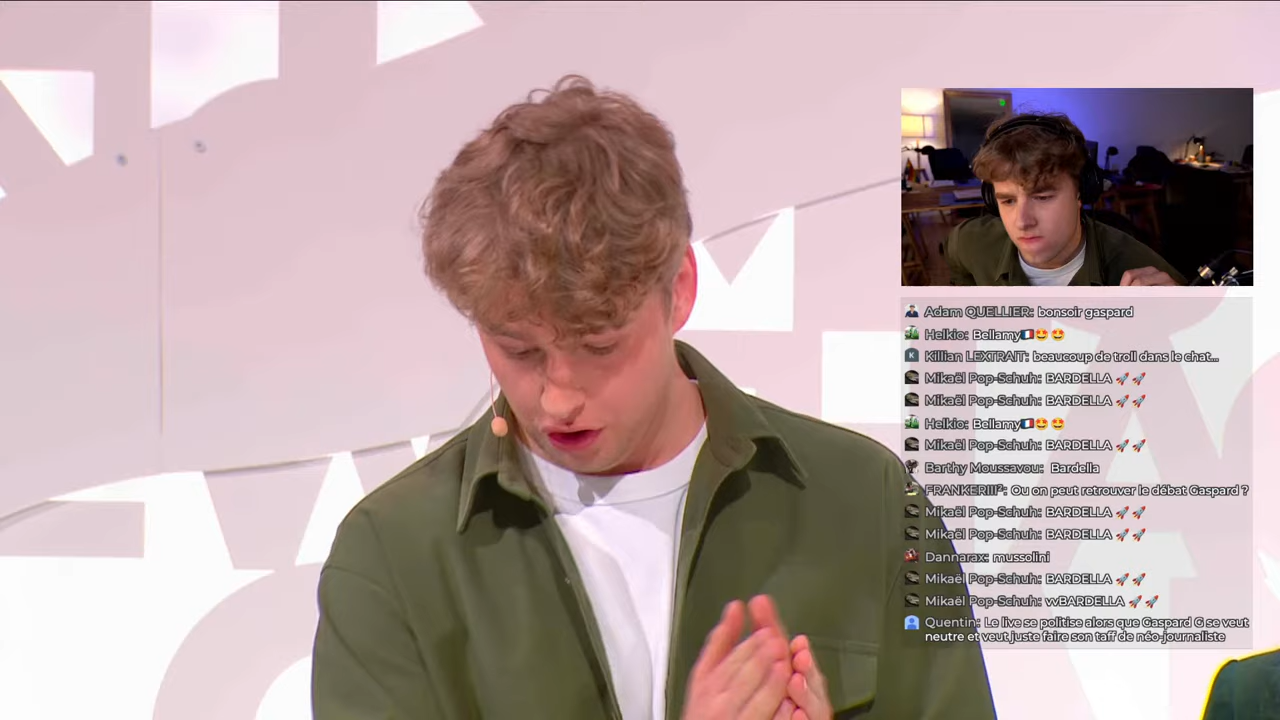 Adam QUELLIER: bonsoir gaspard
Helkio: Bellamy🇫🇷🤩🤩
K Killian LEXTRAIT: beaucoup de troll dans le chat...
Mikaël Pop-Schuh: BARDELLA 🚀 🚀
Mikaël Pop-Schuh: BARDELLA 🚀 🚀
Helkio: Bellamy🇫🇷🤩🤩
Mikaël Pop-Schuh: BARDELLA 🚀 🚀
Barthy Moussavou: Bardella
FRANKERIII²: Ou on peut retrouver le débat Gaspard ?
Mikaël Pop-Schuh: BARDELLA 🚀 🚀
Mikaël Pop-Schuh: BARDELLA 🚀 🚀
Dannarax: mussolini
Mikaël Pop-Schuh: BARDELLA 🚀 🚀
Mikaël Pop-Schuh: vvBARDELLA 🚀 🚀
Quentin: Le live se politise alors que Gaspard G se veut
neutre et veut juste faire son taff de néo-journaliste